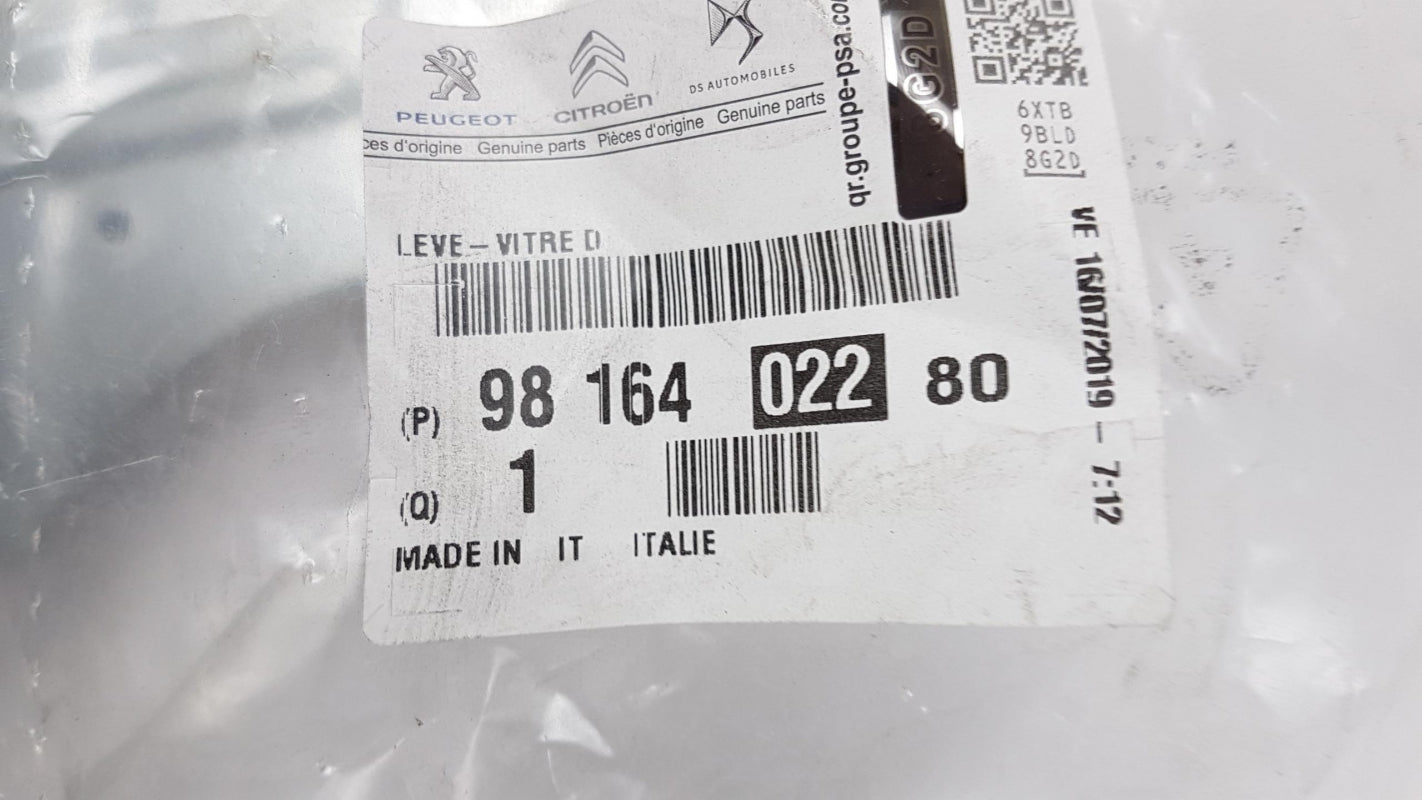 PEUGEOT
CITROËN
DS AUTOMOBILES
d'origine Genuine parts Pièces d'origine Genuine parts
qr.groupe-psa.com
8G2D
6XTB
9BLD
8G2D
LEVE-VITRE D
(P) 98 164 022 80
(Q) 1
MADE IN IT ITALIE
VE 16/07/2019 - 7:12